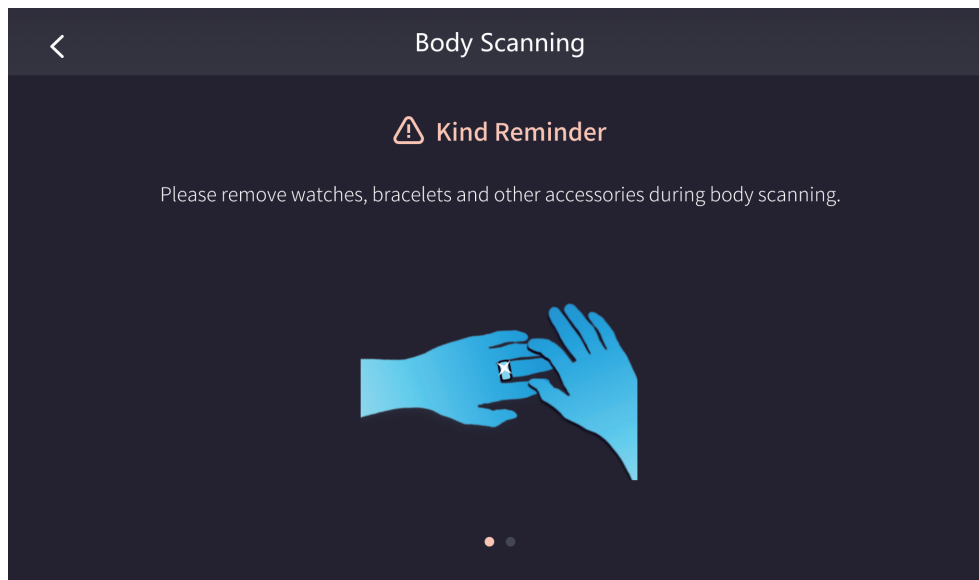 Body Scanning
Kind Reminder
Please remove watches, bracelets and other accessories during body scanning.